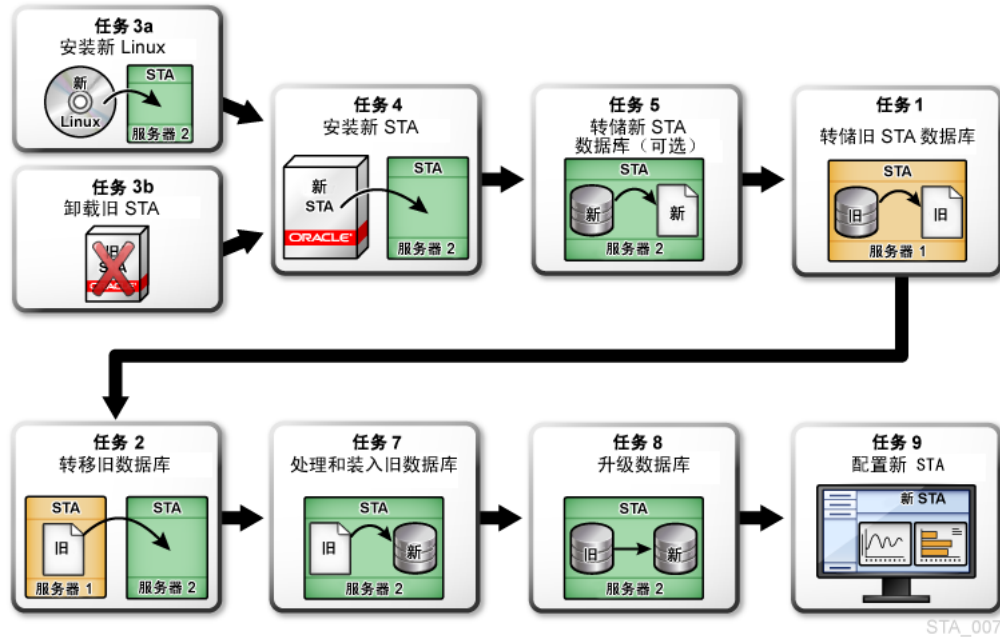 任务 3a
安装新 Linux
新
Linux
STA
服务器 2
任务 3b
卸载旧 STA
旧
STA
ORACLE
任务 4
安装新 STA
新
STA
ORACLE
STA
服务器 2
任务 5
转储新 STA
数据库（可选）
STA
新
新
服务器 2
任务 1
转储旧 STA 数据库
STA
旧
旧
服务器 1
任务 2
转移旧数据库
STA
旧
服务器 1
STA
服务器 2
任务 7
处理和装入旧数据库
STA
旧
新
服务器 2
任务 8
升级数据库
STA
旧
新
服务器 2
任务 9
配置新 STA
新 STA
STA_007